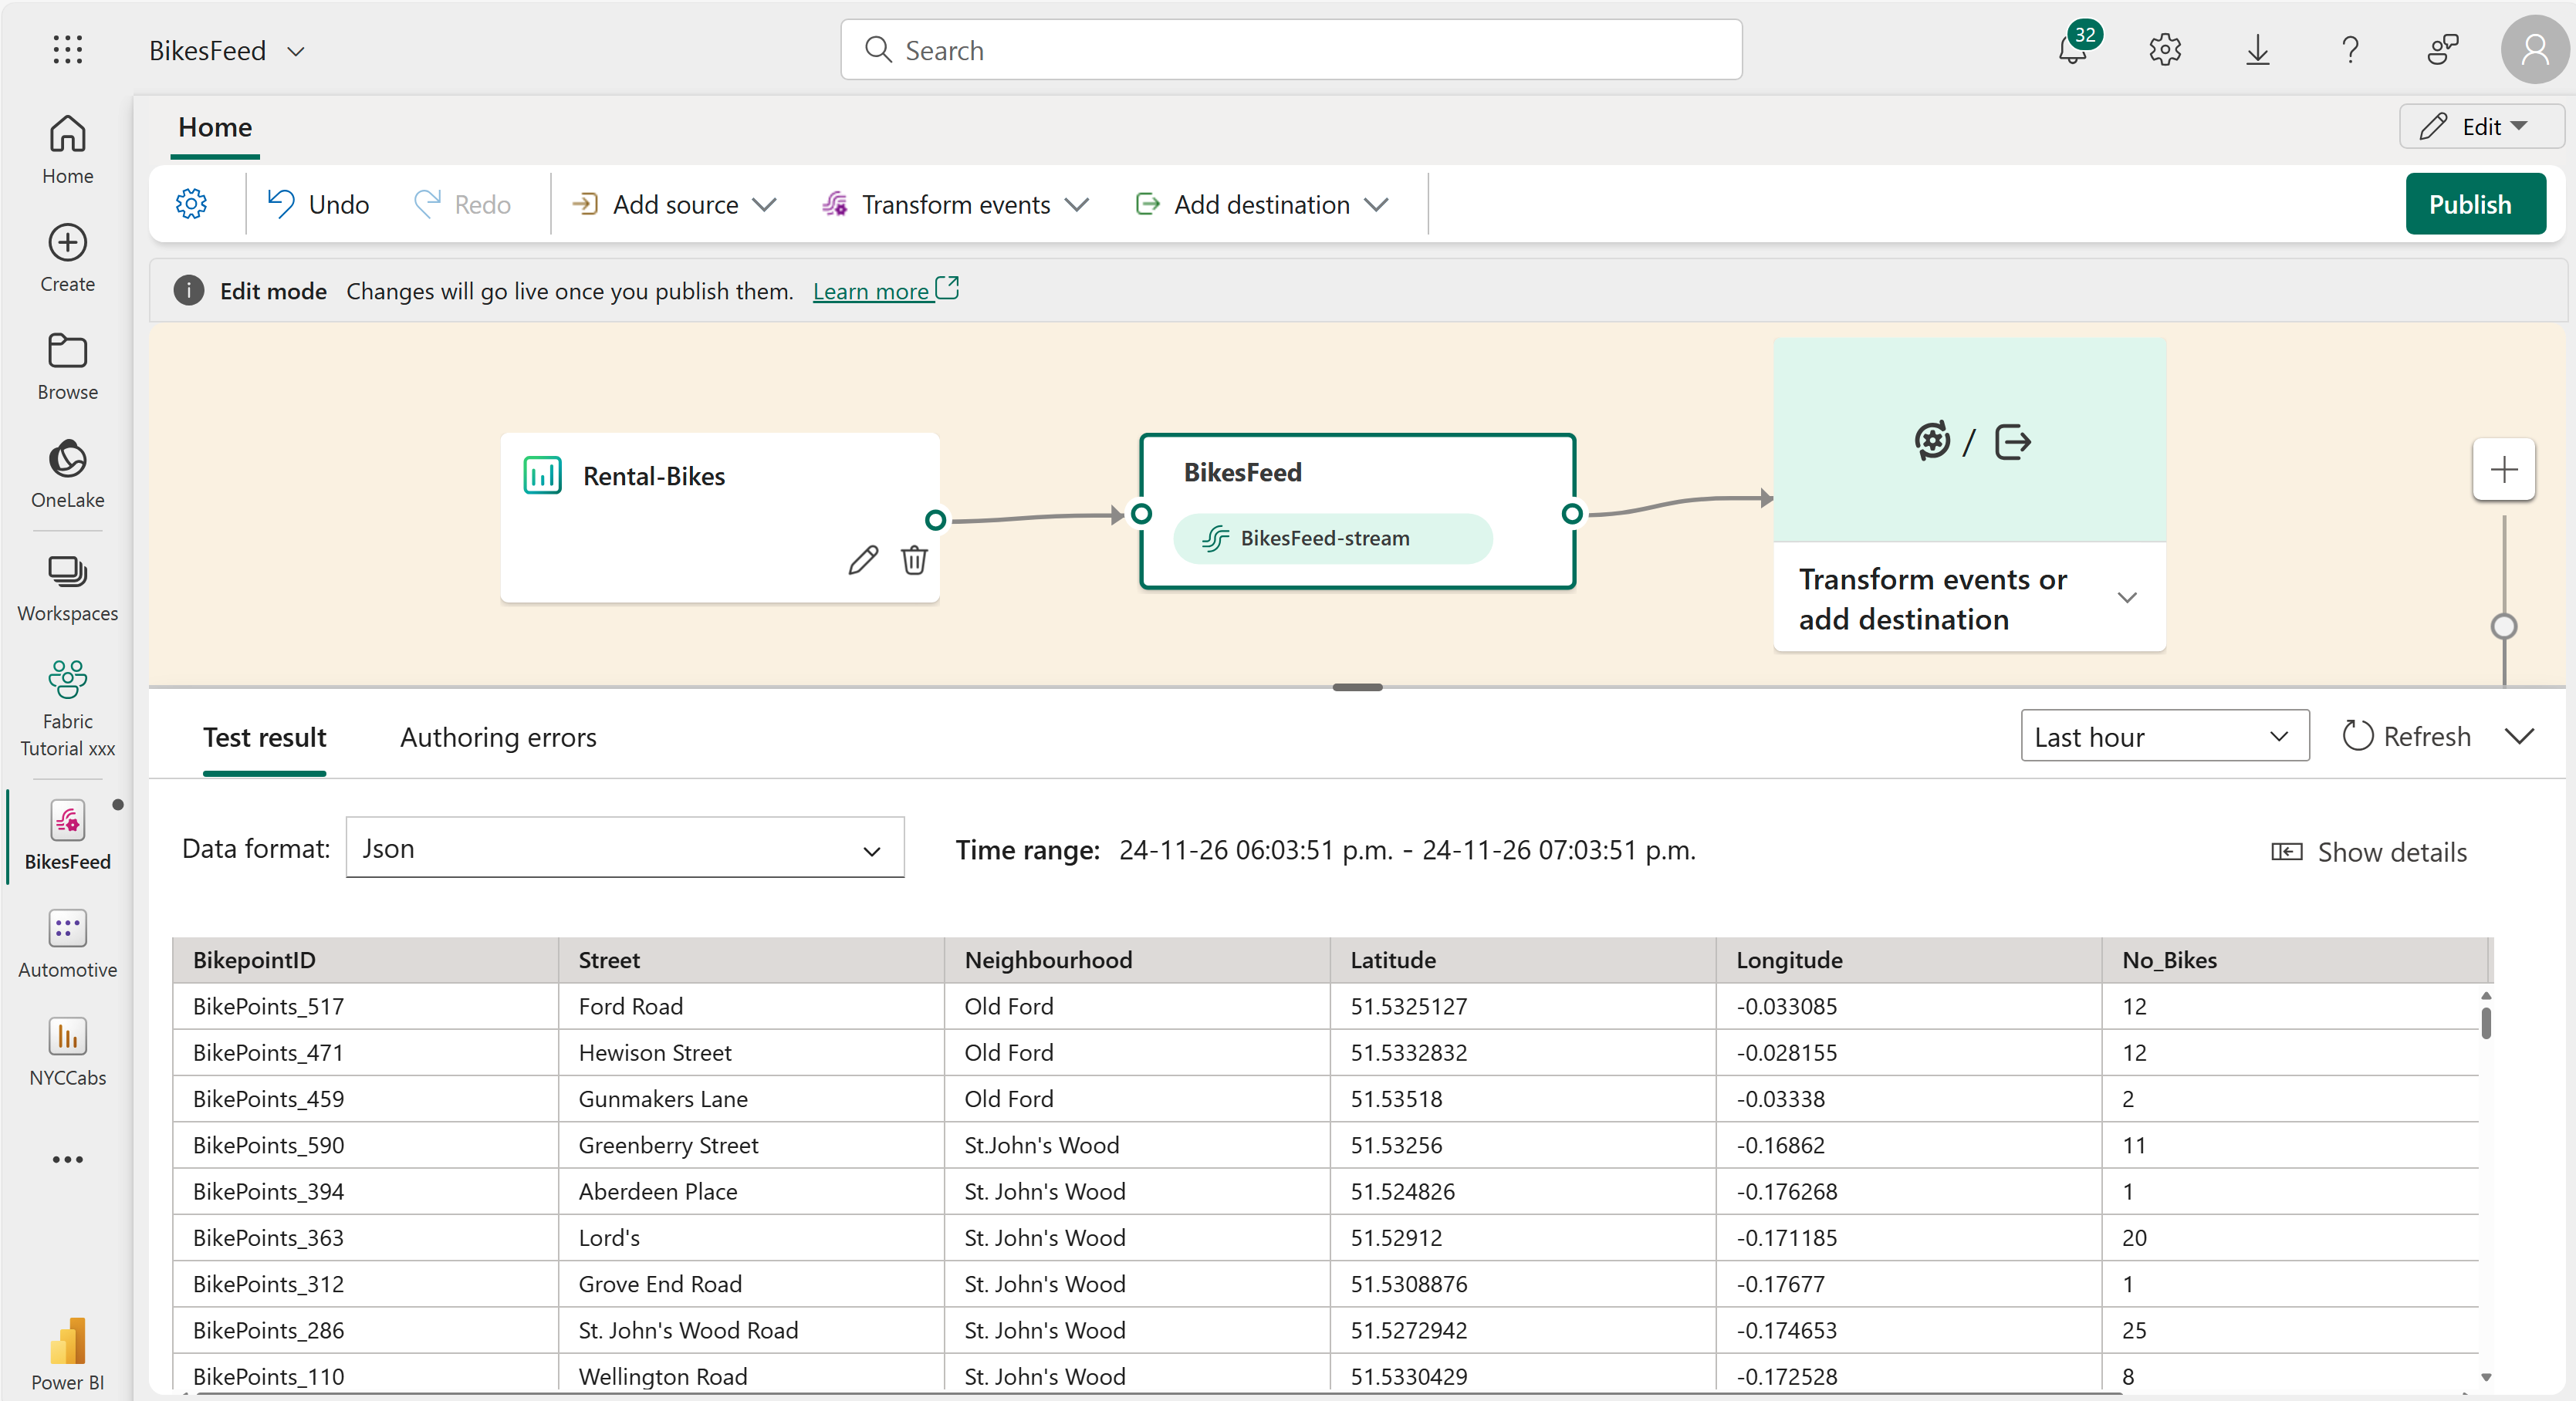 BikesFeed
Search
32
Home
Create
Browse
OneLake
Workspaces
Fabric
Tutorial xxx
BikesFeed
Automotive
NYCCabs
Power BI
Home
Edit
Undo
Redo
Add source
Transform events
Add destination
Publish
Edit mode Changes will go live once you publish them. Learn more
Rental-Bikes
BikesFeed
BikesFeed-stream
/
Transform events or
add destination
Test result
Authoring errors
Last hour
Refresh
Data format: Json
Time range: 24-11-26 06:03:51 p.m. - 24-11-26 07:03:51 p.m.
Show details
BikepointID Street Neighbourhood Latitude Longitude No_Bikes
BikePoints_517 Ford Road Old Ford 51.5325127 -0.033085 12
BikePoints_471 Hewison Street Old Ford 51.5332832 -0.028155 12
BikePoints_459 Gunmakers Lane Old Ford 51.53518 -0.03338 2
BikePoints_590 Greenberry Street St.John's Wood 51.53256 -0.16862 11
BikePoints_394 Aberdeen Place St. John's Wood 51.524826 -0.176268 1
BikePoints_363 Lord's St. John's Wood 51.52912 -0.171185 20
BikePoints_312 Grove End Road St. John's Wood 51.5308876 -0.17677 1
BikePoints_286 St. John's Wood Road St. John's Wood 51.5272942 -0.174653 25
BikePoints_110 Wellington Road St. John's Wood 51.5330429 -0.172528 8